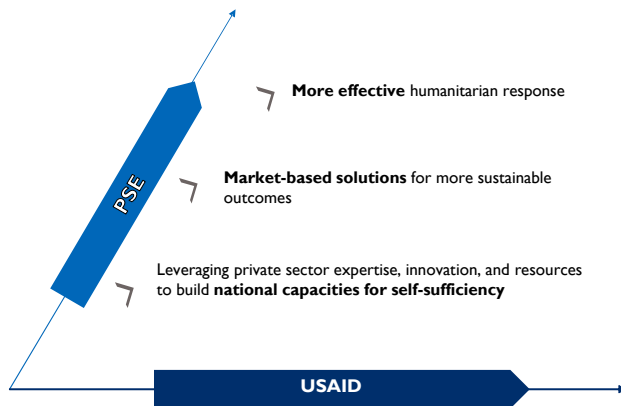 More effective humanitarian response
Market-based solutions for more sustainable
outcomes
PSE
Leveraging private sector expertise, innovation, and resources
to build national capacities for self-sufficiency
USAID